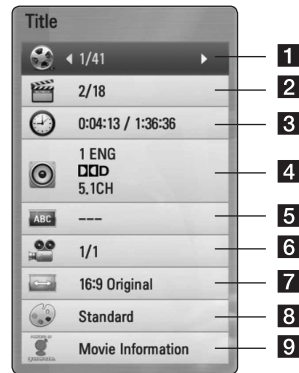 Title
1/41
1
2/18
2
0:04:13 / 1:36:36
3
1 ENG
DD D
5.1CH
4
ABC
---
5
1/1
6
16:9 Original
7
Standard
8
Movie Information
9